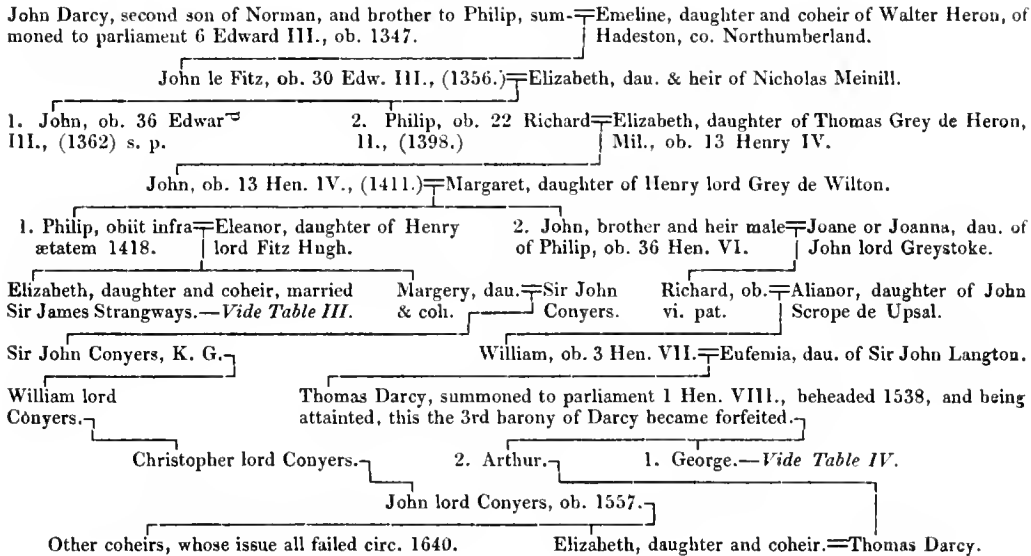 John Darcy, second son of Norman, and brother to Philip, sum-=Emeline, daughter and coheir of Walter Heron, of
moned to parliament 6 Edward III., ob. 1347. Hadeston, co. Northumberland.
John le Fitz, ob. 30 Edw. III., (1356.)=Elizabeth, dau. & heir of Nicholas Meinill.
1. John, ob. 36 Edwar= 2. Philip, ob. 22 Richard=Elizabeth, daughter of Thomas Grey de Heron,
III., (1362) s. p. II., (1398.) Mil., ob. 13 Henry IV.
John, ob. 13 Hen. IV., (1411.)=Margaret, daughter of Henry lord Grey de Wilton.
1. Philip, obiit infra=Eleanor, daughter of Henry 2. John, brother and heir male=Joane or Joanna, dau. of
ætatem 1418. lord Fitz Hugh. of Philip, ob. 36 Hen. VI. John lord Greystoke.
Elizabeth, daughter and coheir, married Margery, dau.=Sir John Richard, ob.=Alianor, daughter of John
Sir James Strangways.—Vide Table III. & coh. Conyers. vi. pat. Scrope de Upsal.
Sir John Conyers, K. G. William, ob. 3 Hen. VII.=Eufemia, dau. of Sir John Langton.
William lord Thomas Darcy, summoned to parliament 1 Hen. VIII., beheaded 1538, and being
Conyers. attainted, this the 3rd barony of Darcy became forfeited.
Christopher lord Conyers. 2. Arthur. 1. George.—Vide Table IV.
John lord Conyers, ob. 1557.
Other coheirs, whose issue all failed circ. 1640. Elizabeth, daughter and coheir.=Thomas Darcy.